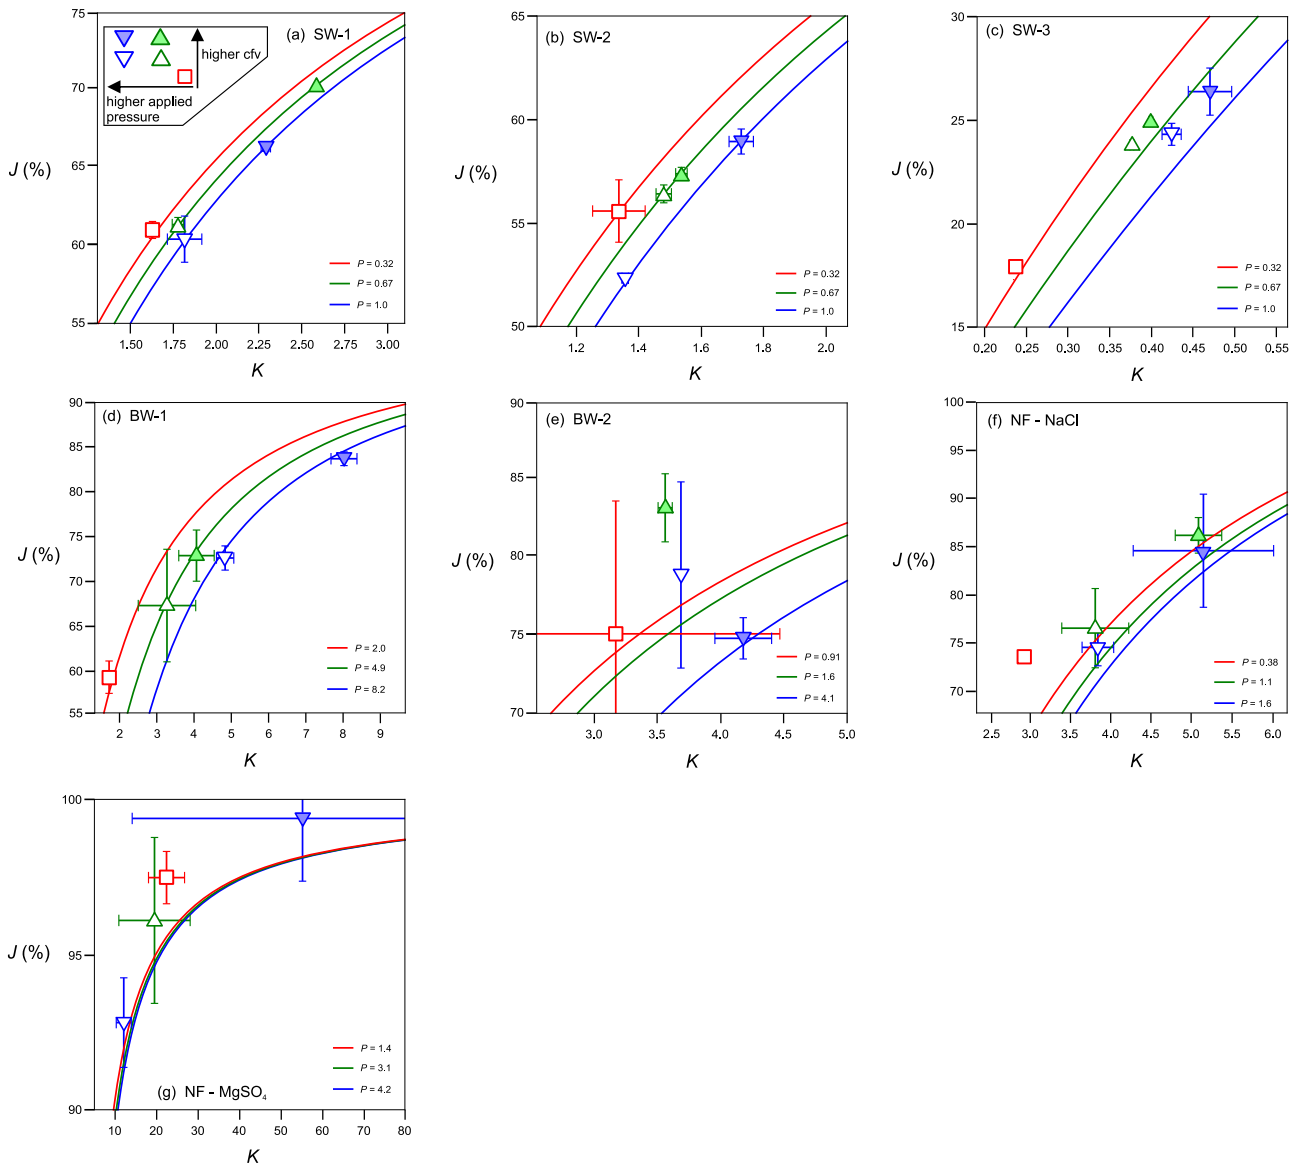 (a) SW-1
higher cfv
higher applied
pressure
J (%)
75
70
65
60
55
1.50 1.75 2.00 2.25 2.50 2.75 3.00
K
P = 0.32
P = 0.67
P = 1.0
(b) SW-2
J (%)
65
60
55
50
1.2 1.4 1.6 1.8 2.0
K
P = 0.32
P = 0.67
P = 1.0
(c) SW-3
J (%)
30
25
20
15
0.20 0.25 0.30 0.35 0.40 0.45 0.50 0.55
K
P = 0.32
P = 0.67
P = 1.0
(d) BW-1
J (%)
90
85
80
75
70
65
60
55
2 3 4 5 6 7 8 9
K
P = 2.0
P = 4.9
P = 8.2
(e) BW-2
J (%)
90
85
80
75
70
3.0 3.5 4.0 4.5 5.0
K
P = 0.91
P = 1.6
P = 4.1
(f) NF - NaCl
J (%)
100
95
90
85
80
75
70
2.5 3.0 3.5 4.0 4.5 5.0 5.5 6.0
K
P = 0.38
P = 1.1
P = 1.6
J (%)
100
95
90
10 20 30 40 50 60 70 80
K
P = 1.4
P = 3.1
P = 4.2
(g) NF - MgSO₄